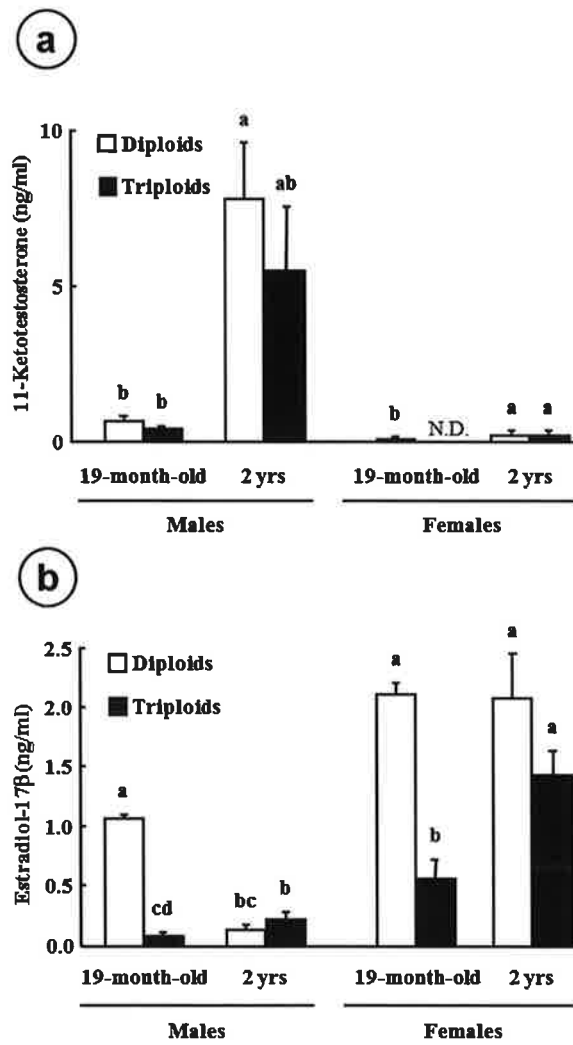 a
11-Ketotestosterone (ng/ml)
10
5
0
Diploids
Triploids
b
b
a
ab
b
N.D.
a
a
19-month-old
2 yrs
19-month-old
2 yrs
Males
Females
b
Estradiol-17β (ng/ml)
2.5
2.0
1.5
1.0
0.5
0.0
Diploids
Triploids
a
cd
bc
b
a
b
a
a
19-month-old
2 yrs
19-month-old
2 yrs
Males
Females